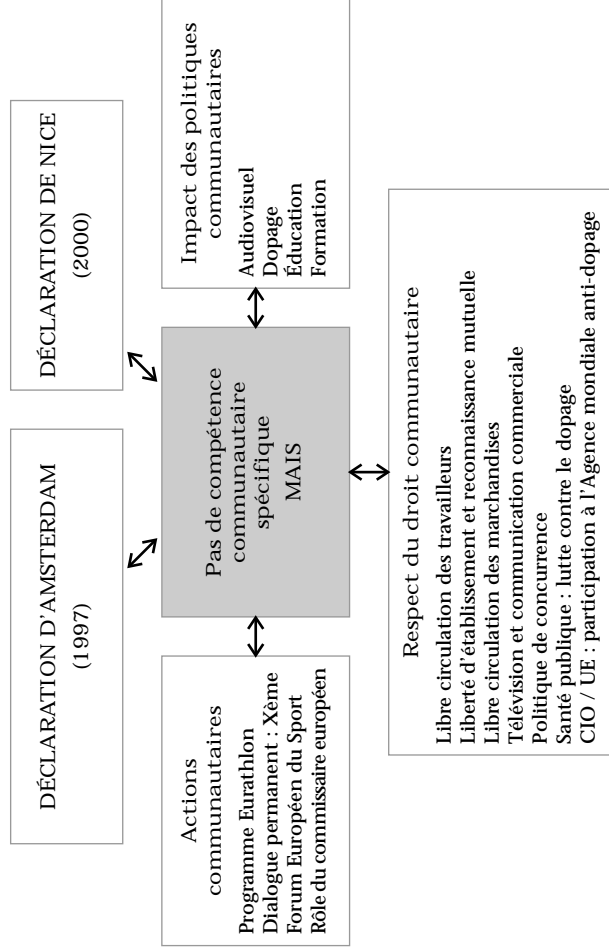 DÉCLARATION D'AMSTERDAM
(1997)
DÉCLARATION DE NICE
(2000)
Actions
communautaires
Programme Eurathlon
Dialogue permanent : Xème
Forum Européen du Sport
Rôle du commissaire européen
Pas de compétence
communautaire
spécifique
MAIS
Impact des politiques
communautaires
Audiovisuel
Dopage
Éducation
Formation
Respect du droit communautaire
Libre circulation des travailleurs
Liberté d'établissement et reconnaissance mutuelle
Libre circulation des marchandises
Télévision et communication commerciale
Politique de concurrence
Santé publique : lutte contre le dopage
CIO / UE : participation à l'Agence mondiale anti-dopage